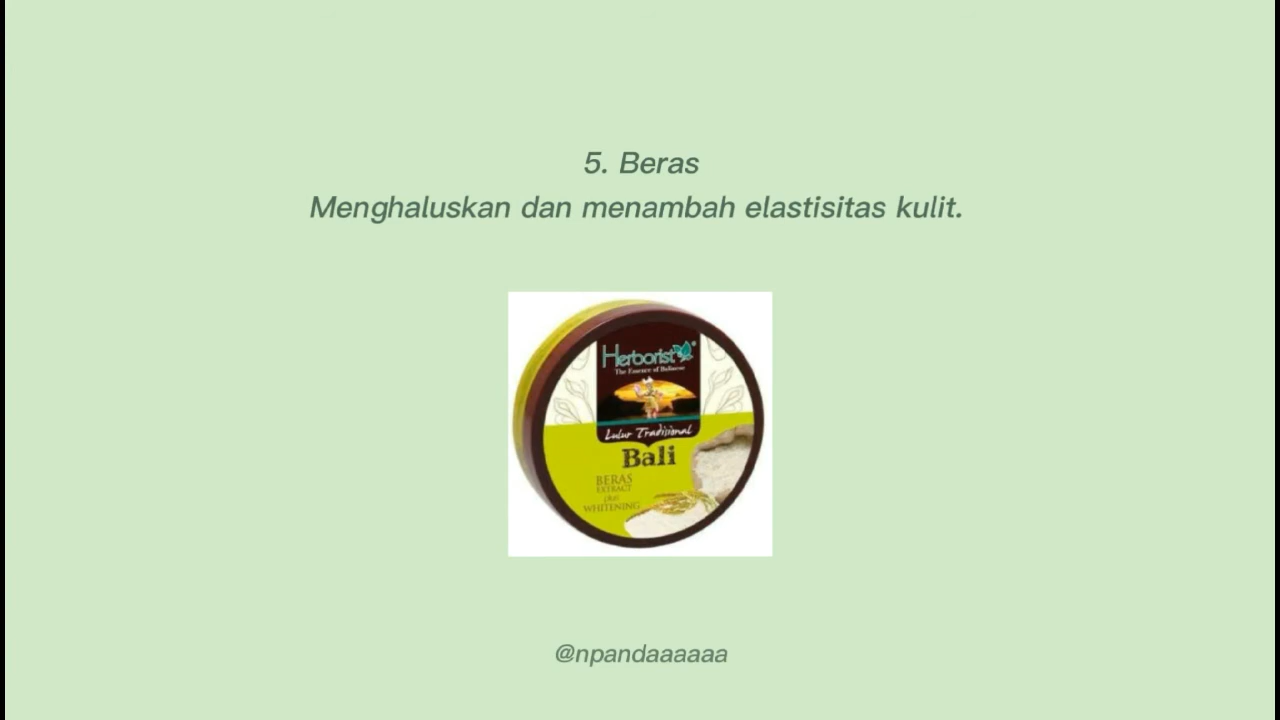 5. Beras
Menghaluskan dan menambah elastisitas kulit.
Herborist
The Essence of Balinese
Lulur Tradisional
Bali
BERAS
EXTRACT
plus
WHITENING
@npandaaaaaa